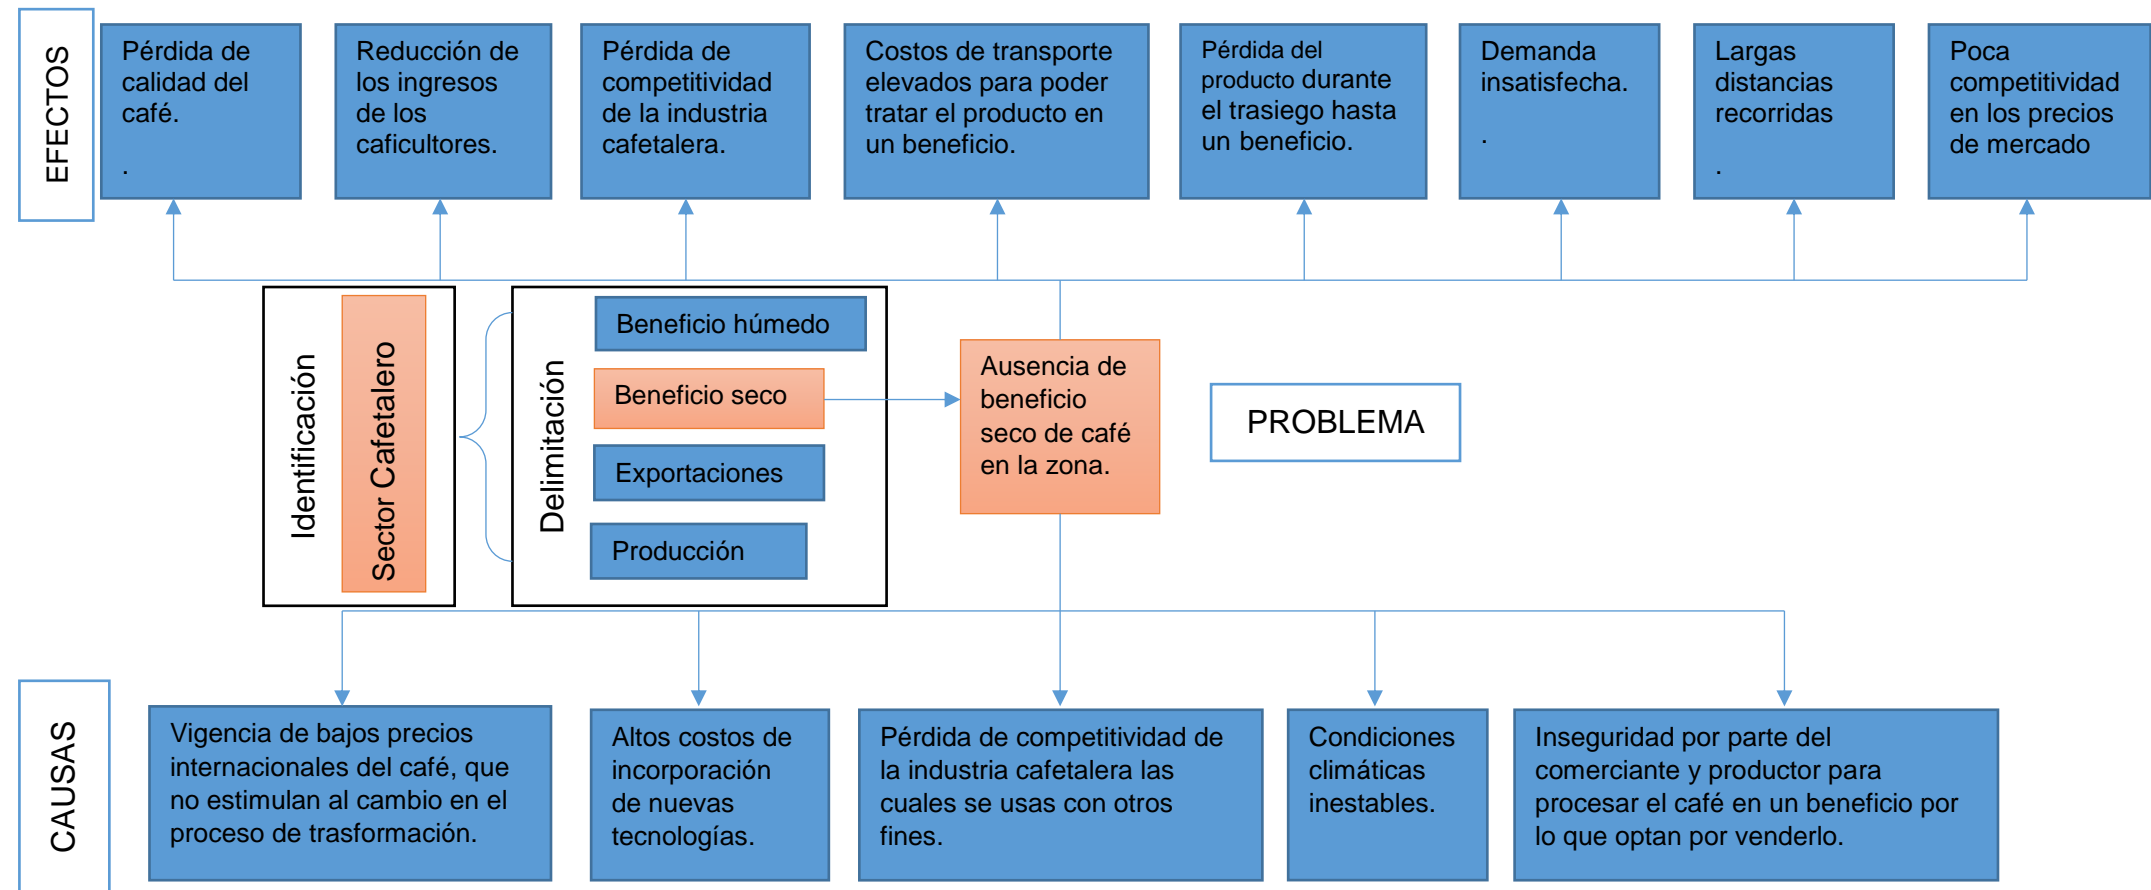 EFECTOS
Pérdida de
calidad del
café.
.
Reducción de
los ingresos
de los
caficultores.
Pérdida de
competitividad
de la industria
cafetalera.
Costos de transporte
elevados para poder
tratar el producto en
un beneficio.
Pérdida del
producto durante
el trasiego hasta
un beneficio.
Demanda
insatisfecha.
.
Largas
distancias
recorridas
.
Poca
competitividad
en los precios
de mercado
Identificación
Sector Cafetalero
Delimitación
Beneficio húmedo
Beneficio seco
Exportaciones
Producción
Ausencia de
beneficio
seco de café
en la zona.
PROBLEMA
CAUSAS
Vigencia de bajos precios
internacionales del café, que
no estimulan al cambio en el
proceso de trasformación.
Altos costos de
incorporación
de nuevas
tecnologías.
Pérdida de competitividad de
la industria cafetalera las
cuales se usas con otros
fines.
Condiciones
climáticas
inestables.
Inseguridad por parte del
comerciante y productor para
procesar el café en un beneficio por
lo que optan por venderlo.